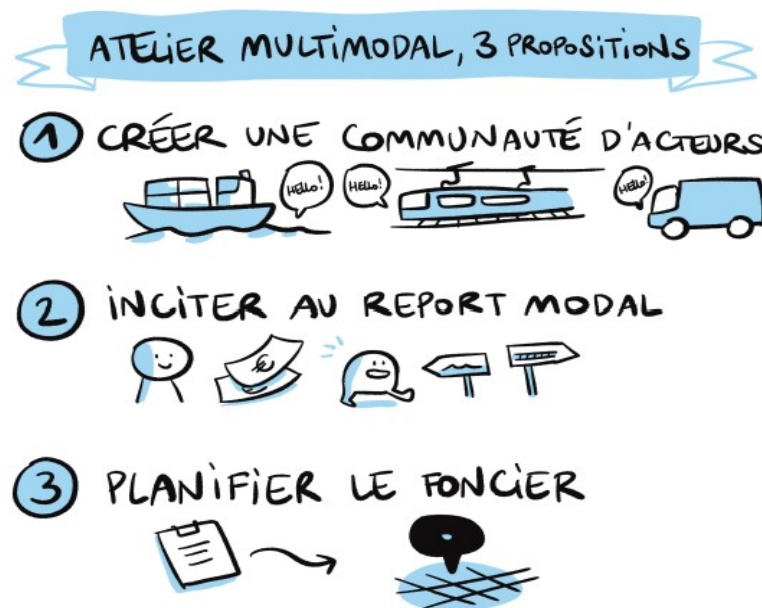 ATELIER MULTIMODAL, 3 PROPOSITIONS
1 CRÉER UNE COMMUNAUTÉ D'ACTEURS
HELLO! HELLO! HELLO!
2 INCITER AU REPORT MODAL
€
3 PLANIFIER LE FONCIER